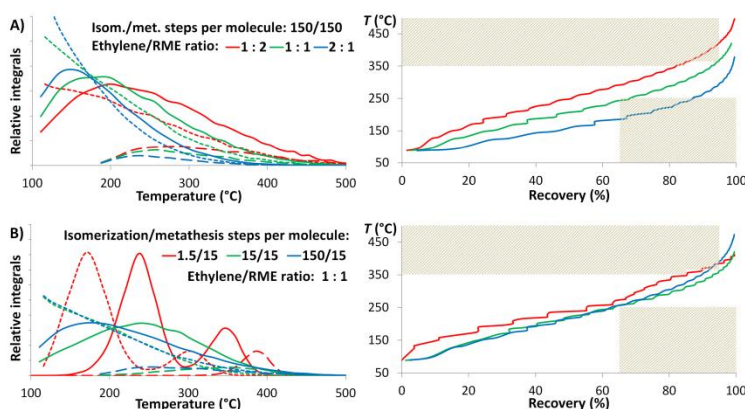 A)
Isom./met. steps per molecule: 150/150
Ethylene/RME ratio: 1 : 2 1 : 1 2 : 1
Relative integrals
100 200 300 400 500
Temperature (°C)
T (°C)
450
350
250
150
50
0 20 40 60 80 100
Recovery (%)
B)
Isomerization/metathesis steps per molecule:
1.5/15 15/15 150/15
Ethylene/RME ratio: 1 : 1
Relative integrals
100 200 300 400 500
Temperature (°C)
T (°C)
450
350
250
150
50
0 20 40 60 80 100
Recovery (%)